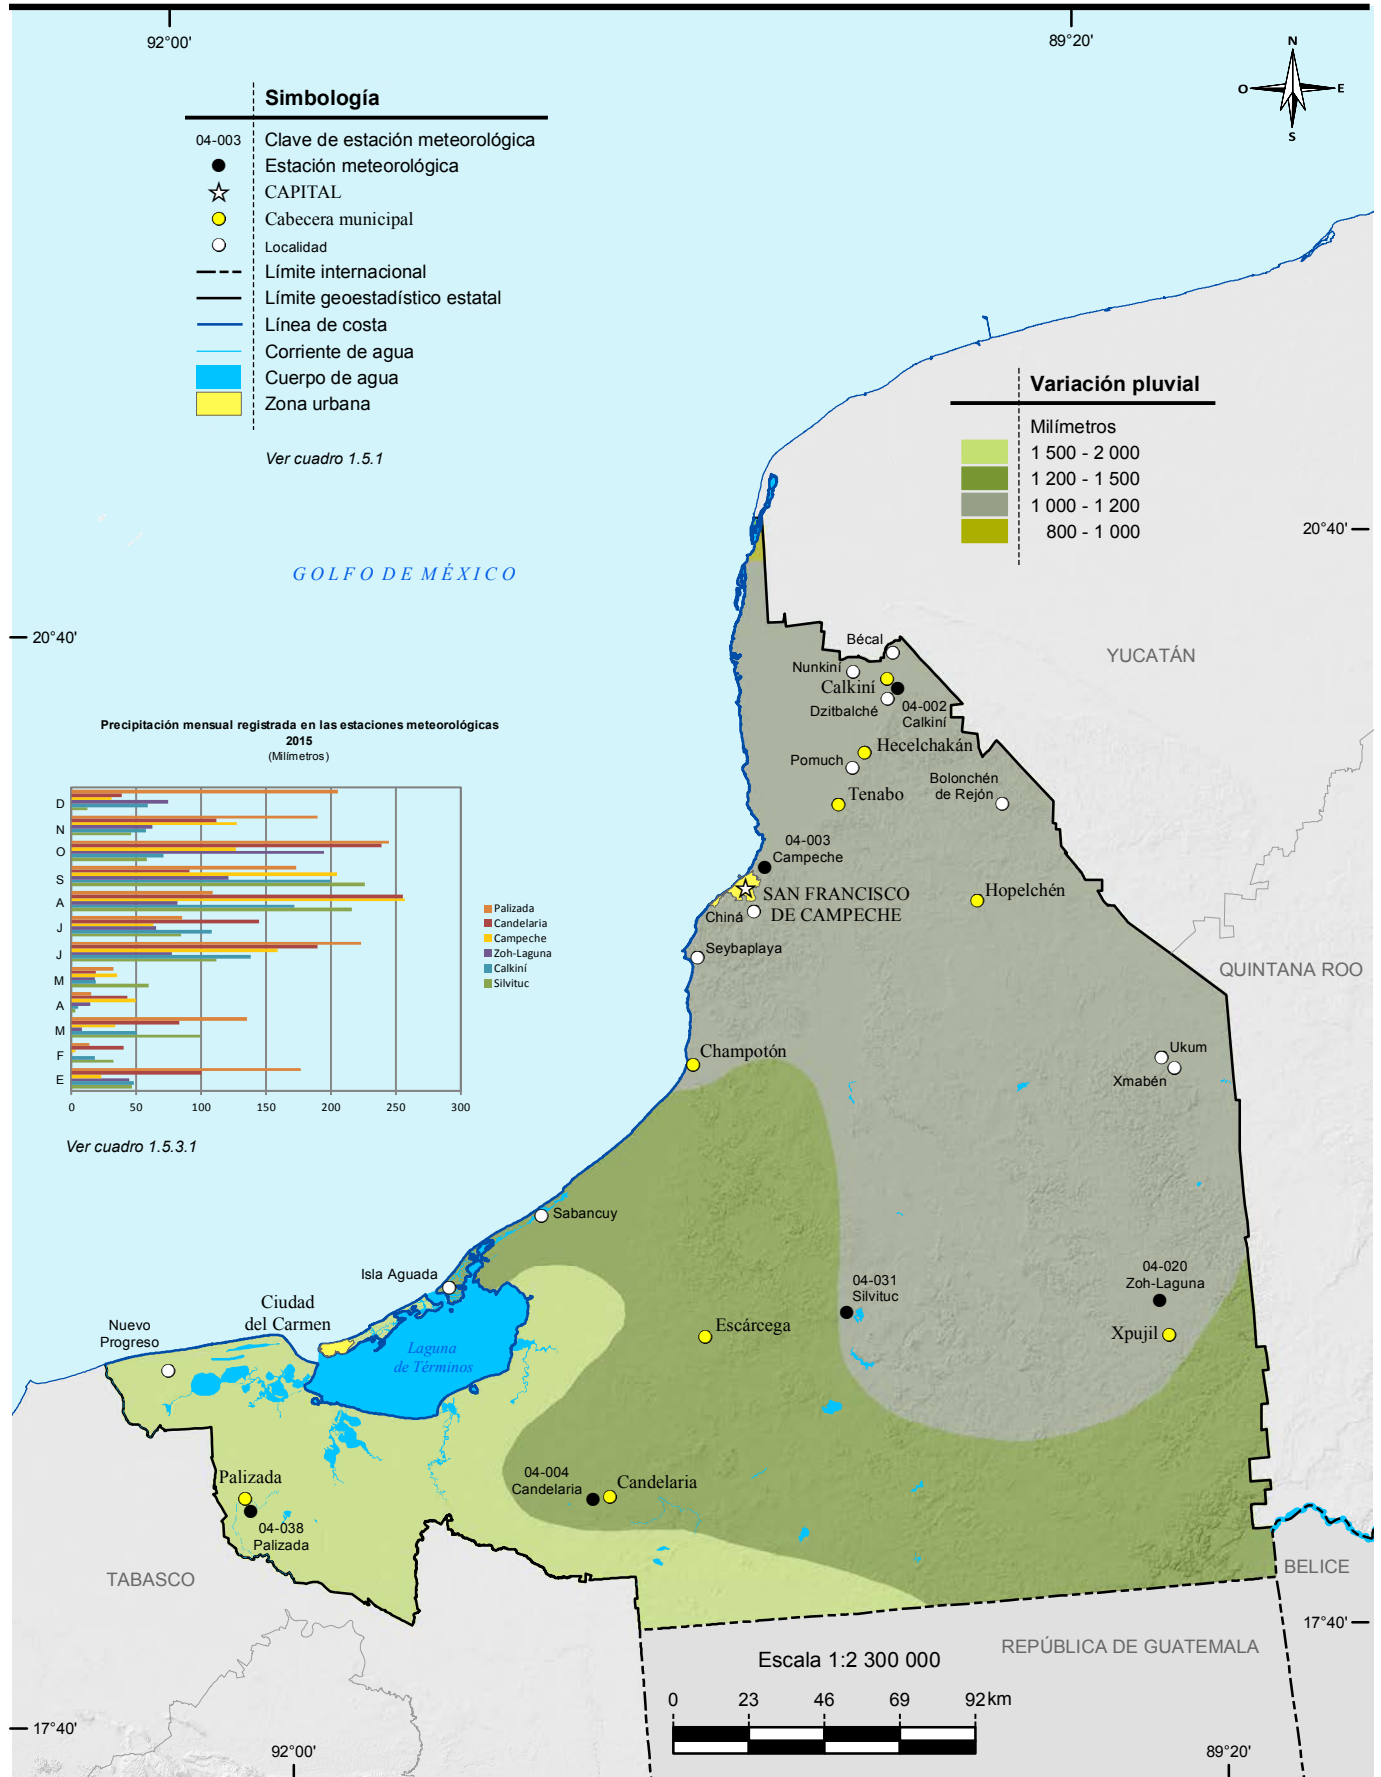 92°00'
89°20'
N
O
E
S
Simbología
04-003 Clave de estación meteorológica
Estación meteorológica
CAPITAL
Cabecera municipal
Localidad
Límite internacional
Límite geoestadístico estatal
Línea de costa
Corriente de agua
Cuerpo de agua
Zona urbana
Ver cuadro 1.5.1
Variación pluvial
Milímetros
1 500 - 2 000
1 200 - 1 500
1 000 - 1 200
800 - 1 000
20°40'
GOLFO DE MÉXICO
20°40'
YUCATÁN
Bécal
Nunkiní
Calkiní
Dzitbalché
04-002
Calkiní
Hecelchakán
Pomuch
Bolonchén
de Rejón
Tenabo
04-003
Campeche
SAN FRANCISCO
DE CAMPECHE
Chiná
Hopelchén
Seybaplaya
QUINTANA ROO
Champotón
Ukum
Xmabén
Precipitación mensual registrada en las estaciones meteorológicas
2015
(Milímetros)
D
N
O
S
A
J
J
M
A
M
F
E
0 50 100 150 200 250 300
Palizada
Candelaria
Campeche
Zoh-Laguna
Calkiní
Silvituc
Ver cuadro 1.5.3.1
Sabancuy
Isla Aguada
Ciudad
del Carmen
Nuevo
Progreso
Laguna
de Términos
Escárcega
04-031
Silvituc
04-020
Zoh-Laguna
Xpujil
Palizada
04-038
Palizada
04-004
Candelaria
Candelaria
TABASCO
BELICE
17°40'
REPÚBLICA DE GUATEMALA
Escala 1:2 300 000
0 23 46 69 92 km
17°40'
92°00'
89°20'